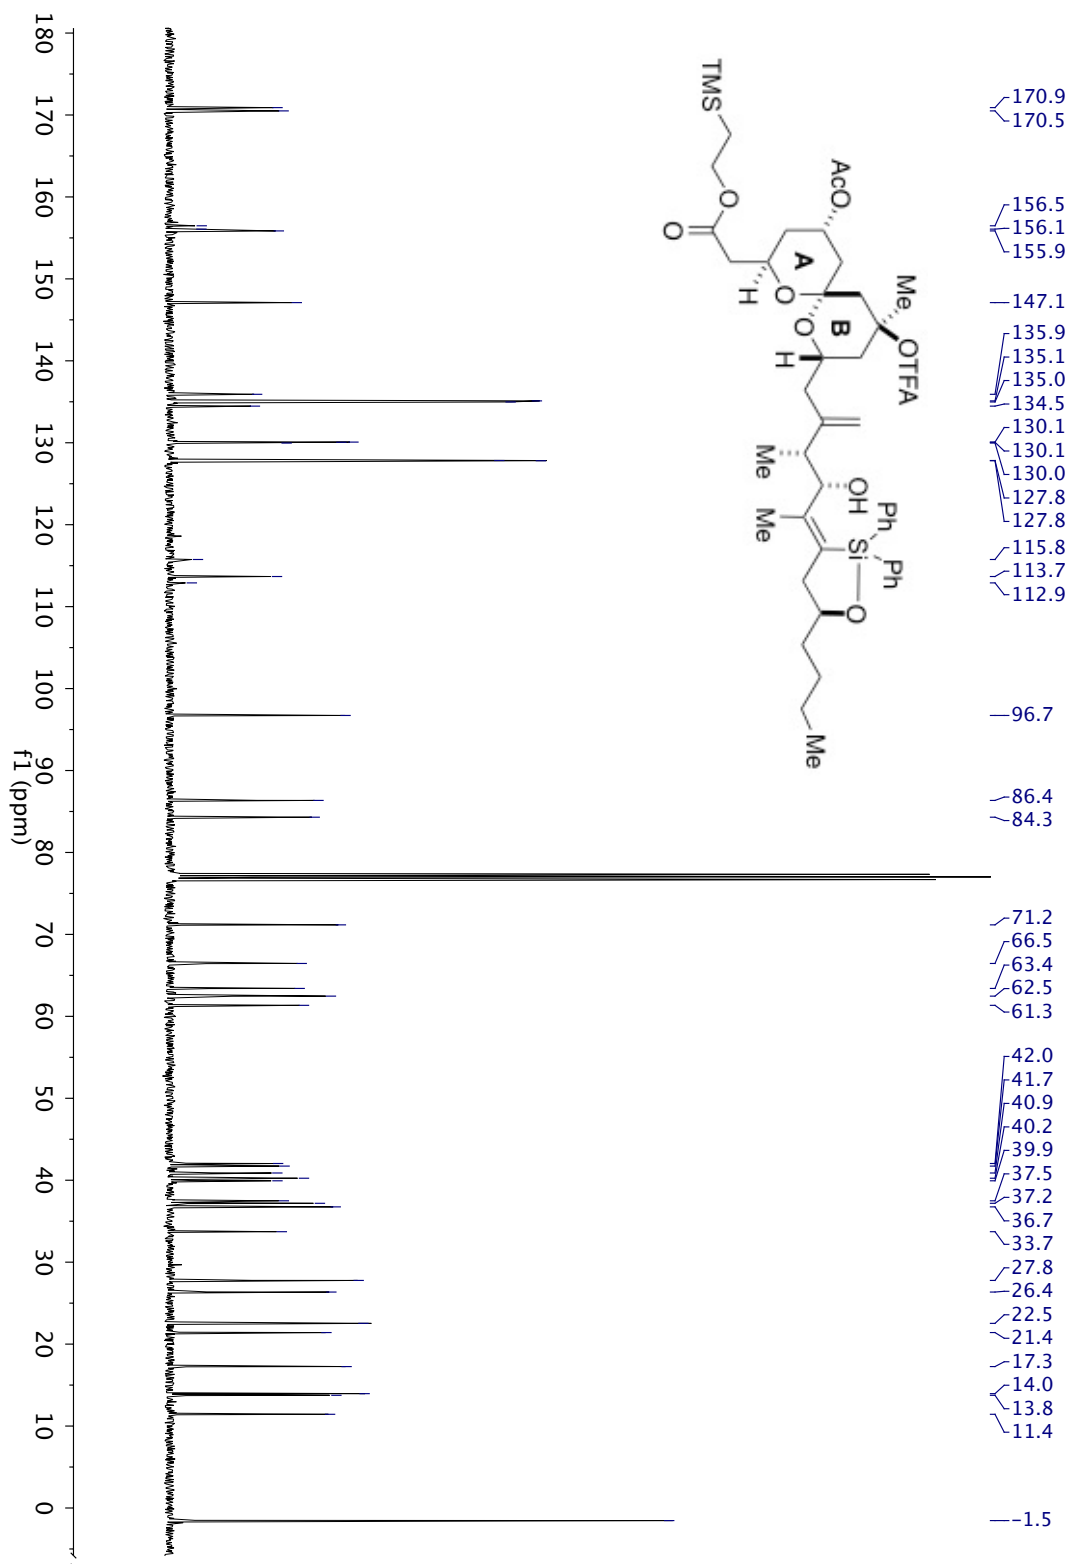 170.9
170.5
156.5
156.1
155.9
147.1
135.9
135.1
135.0
134.5
130.1
130.1
130.0
127.8
127.8
115.8
113.7
112.9
96.7
86.4
84.3
71.2
66.5
63.4
62.5
61.3
42.0
41.7
40.9
40.2
39.9
37.5
37.2
36.7
33.7
27.8
26.4
22.5
21.4
17.3
14.0
13.8
11.4
-1.5
TMS
O
O
AcO
A
H
O
O
B
H
Me
OTFA
Me
OH
Me
Ph
Si
Ph
O
Me
180 170 160 150 140 130 120 110 100 90 80 70 60 50 40 30 20 10 0
f1 (ppm)